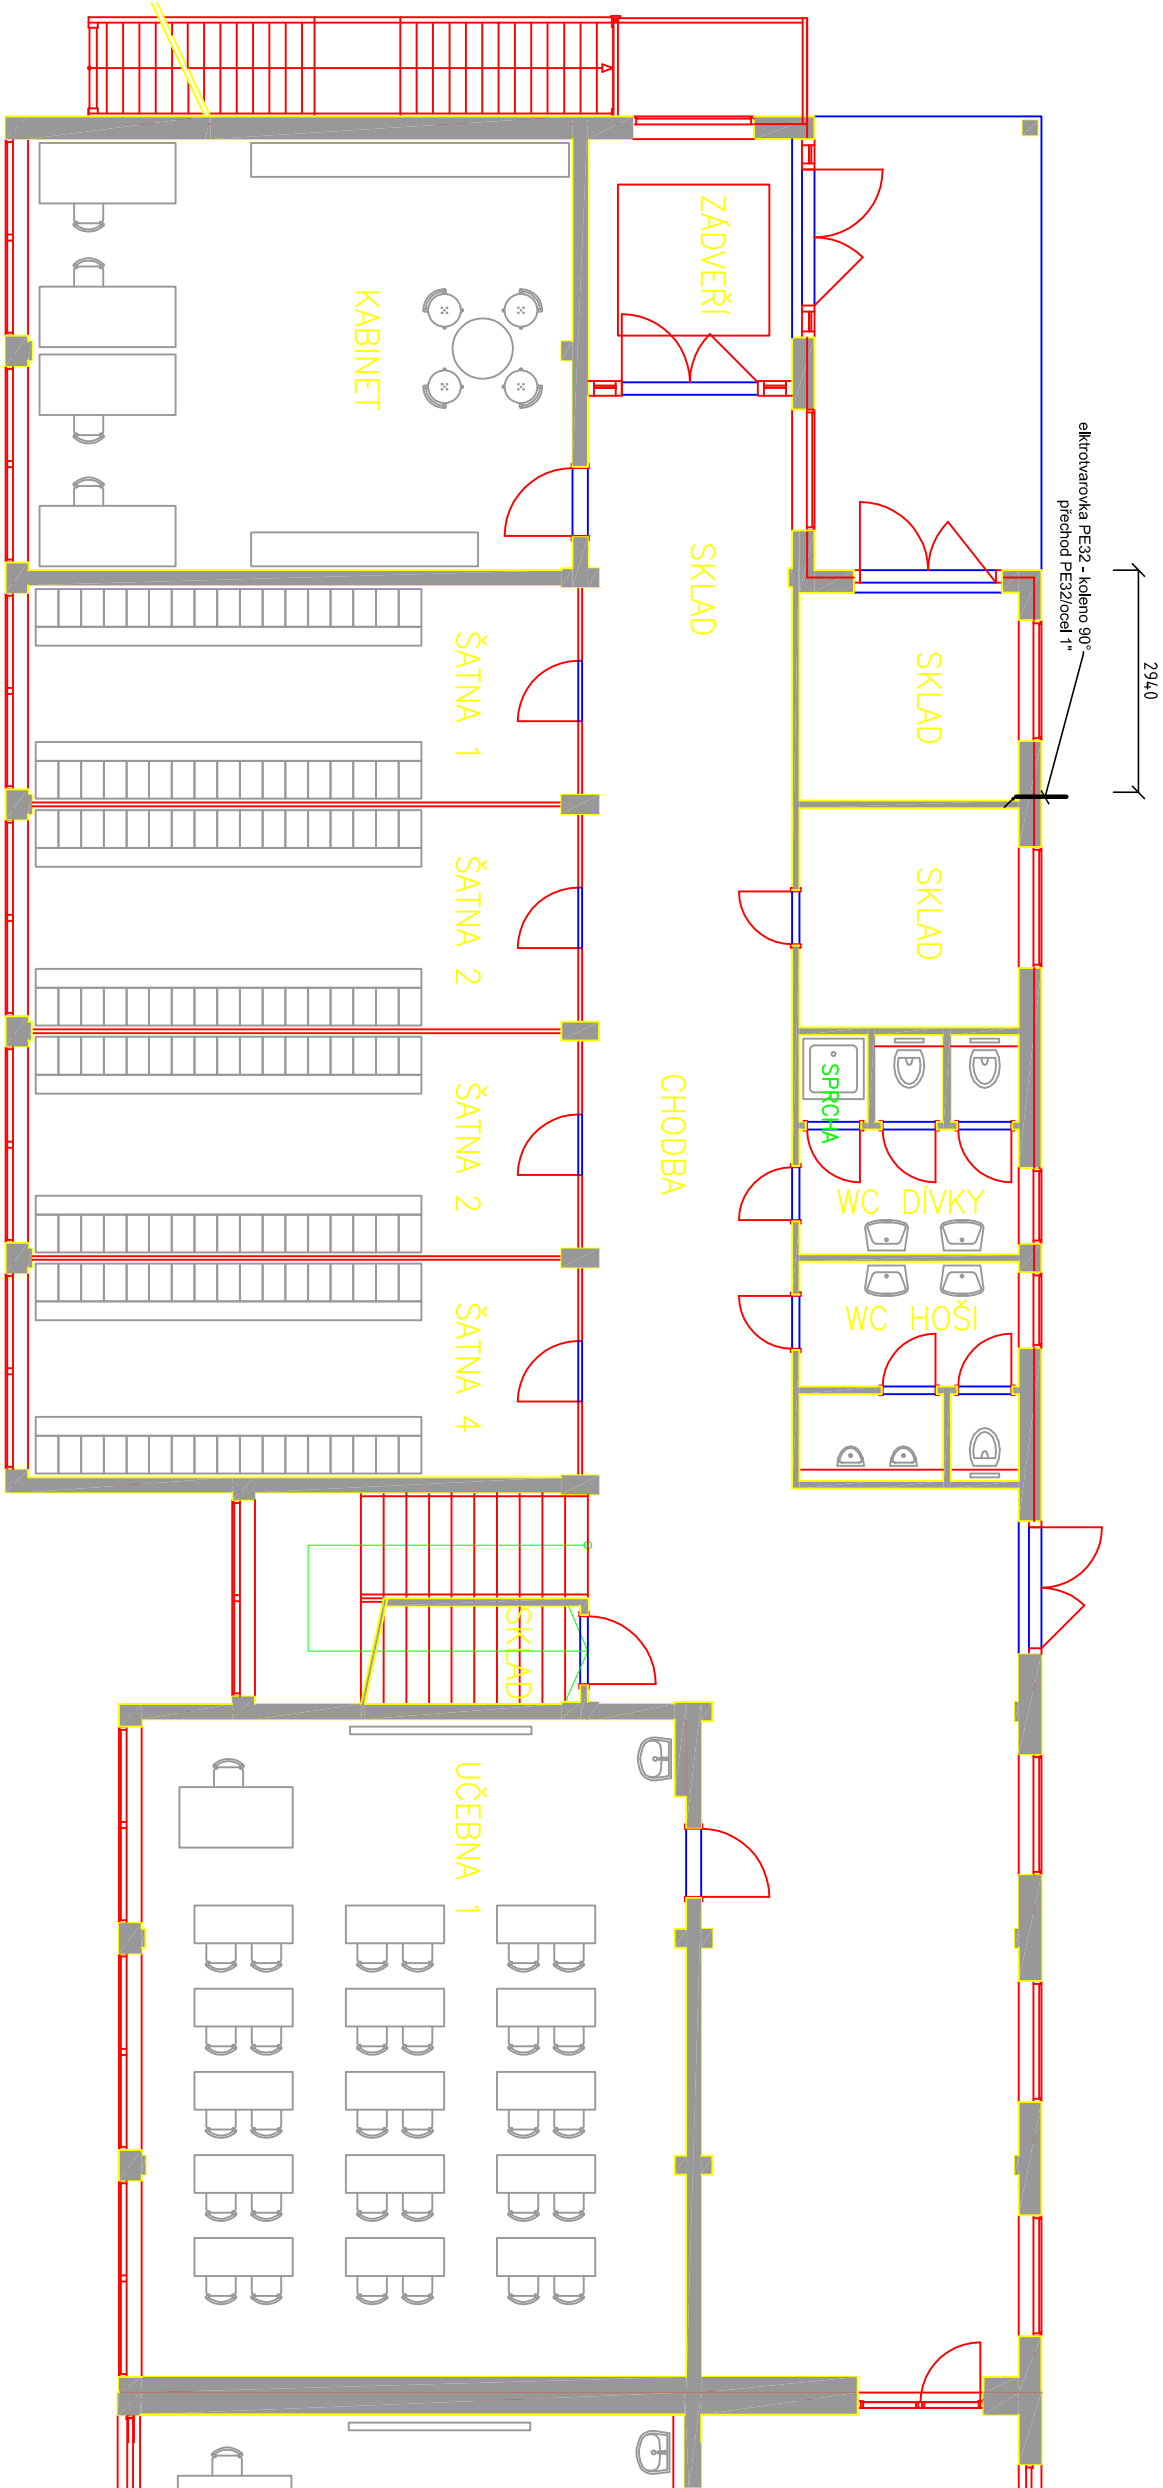 ZÁDVEŘÍ
KABINET
elktrotvarovka PE32 - koleno 90°
přechod PE32/ocel 1"
2940
SKLAD
SKLAD
ŠATNA 1
SKLAD
ŠATNA 2
SPRCHA
CHODBA
ŠATNA 2
WC DÍVKY
WC HOŠI
ŠATNA 4
SKLAD
UČEBNA 1